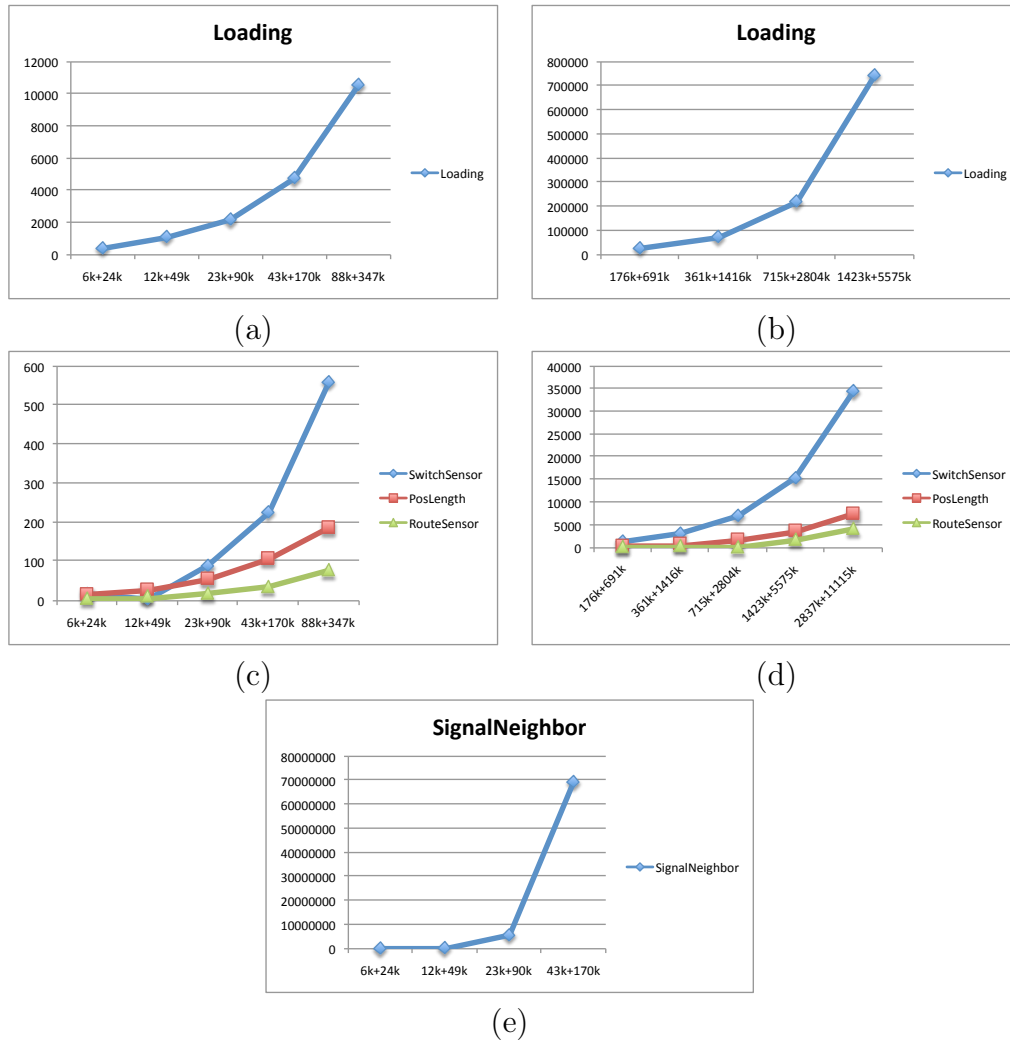 Loading
12000
10000
8000
6000
4000
2000
0
6k+24k 12k+49k 23k+90k 43k+170k 88k+347k
Loading
(a)
Loading
800000
700000
600000
500000
400000
300000
200000
100000
0
176k+691k 361k+1416k 715k+2804k 1423k+5575k
Loading
(b)
600
500
400
300
200
100
0
6k+24k 12k+49k 23k+90k 43k+170k 88k+347k
SwitchSensor
PosLength
RouteSensor
(c)
40000
35000
30000
25000
20000
15000
10000
5000
0
176k+691k 361k+1416k 715k+2804k 1423k+5575k 2837k+1115k
SwitchSensor
PosLength
RouteSensor
(d)
SignalNeighbor
80000000
70000000
60000000
50000000
40000000
30000000
20000000
10000000
0
6k+24k 12k+49k 23k+90k 43k+170k
SignalNeighbor
(e)